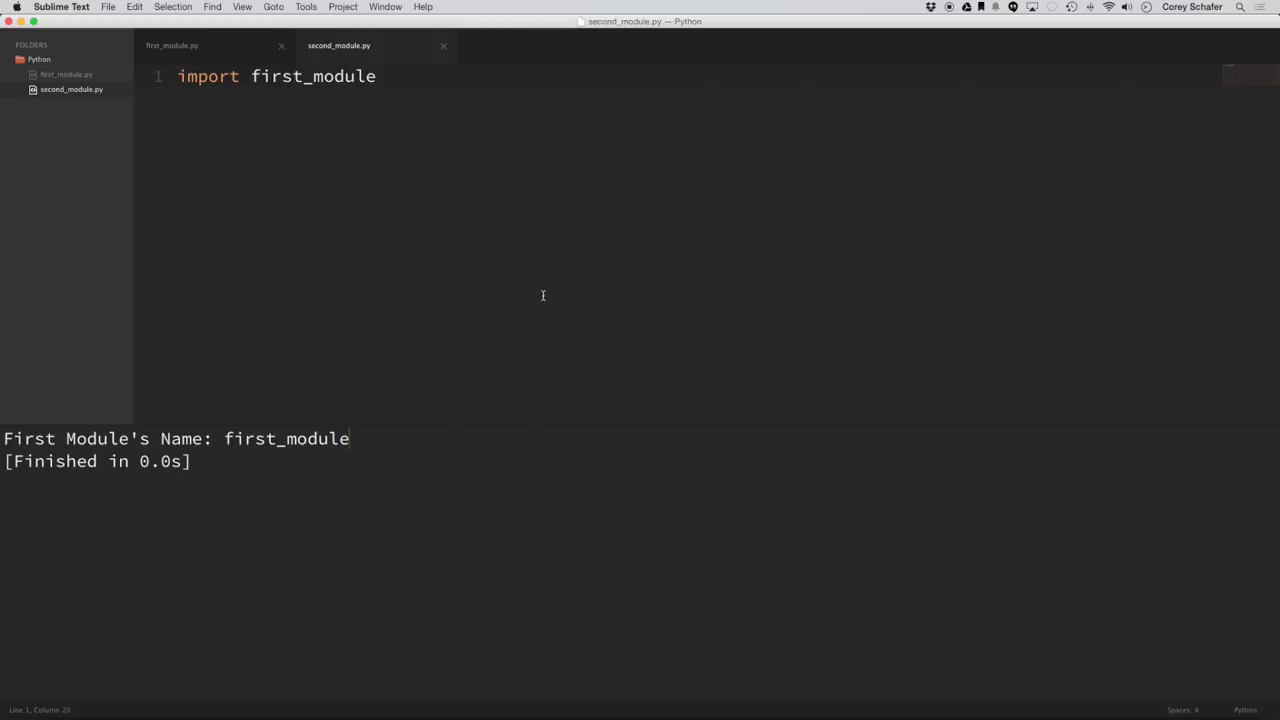 Sublime Text File Edit Selection Find View Goto Tools Project Window Help Corey Schafer
second_module.py — Python
FOLDERS
Python
first_module.py
second_module.py
first_module.py second_module.py
1 import first_module
First Module's Name: first_module
[Finished in 0.0s]
Line 1, Column 20 Spaces: 4 Python